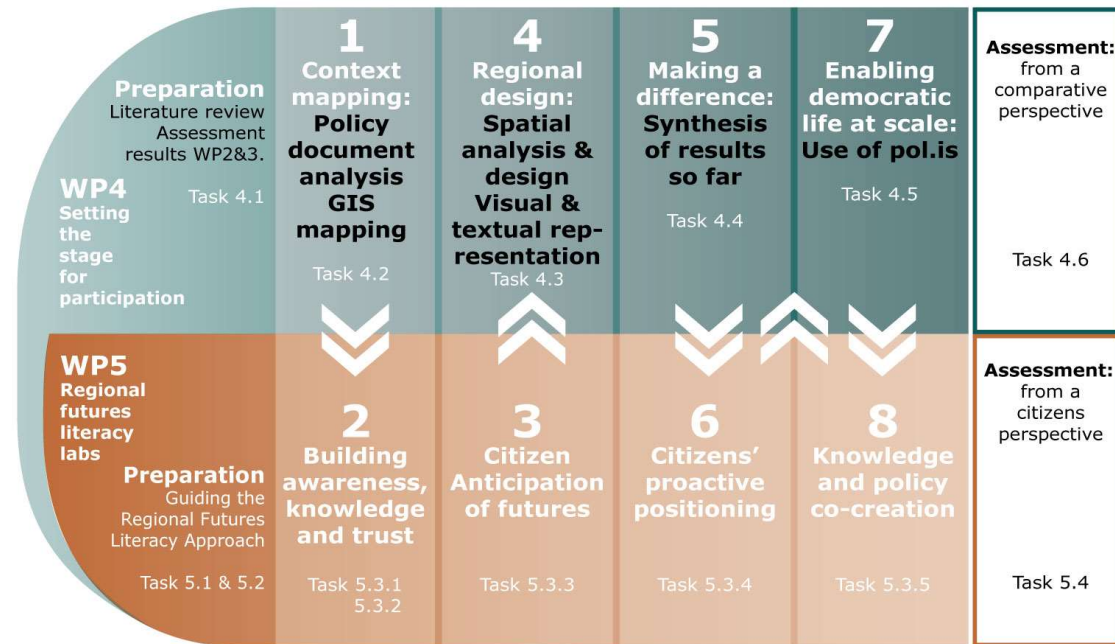 Preparation
Literature review
Assessment
results WP2&3.
Task 4.1
WP4
Setting
the
stage
for
participation
1
Context
mapping:
Policy
document
analysis
GIS
mapping
Task 4.2
4
Regional
design:
Spatial
analysis &
design
Visual &
textual rep-
resentation
Task 4.3
5
Making a
difference:
Synthesis
of results
so far
Task 4.4
7
Enabling
democratic
life at scale:
Use of pol.is
Task 4.5
Assessment:
from a
comparative
perspective
Task 4.6
WP5
Regional
futures
literacy
labs
Preparation
Guiding the
Regional Futures
Literacy Approach
Task 5.1 & 5.2
2
Building
awareness,
knowledge
and trust
Task 5.3.1
5.3.2
3
Citizen
Anticipation
of futures
Task 5.3.3
6
Citizens’
proactive
positioning
Task 5.3.4
8
Knowledge
and policy
co-creation
Task 5.3.5
Assessment:
from a
citizens
perspective
Task 5.4